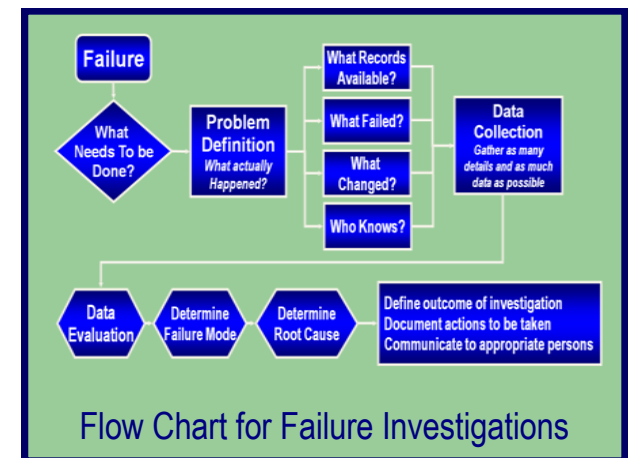 Failure
What
Needs To be
Done?
Problem
Definition
What actually
Happened?
What Records
Available?
What Failed?
What
Changed?
Who Knows?
Data
Collection
Gather as many
details and as much
data as possible
Data
Evaluation
Determine
Failure Mode
Determine
Root Cause
Define outcome of investigation
Document actions to be taken
Communicate to appropriate persons
Flow Chart for Failure Investigations